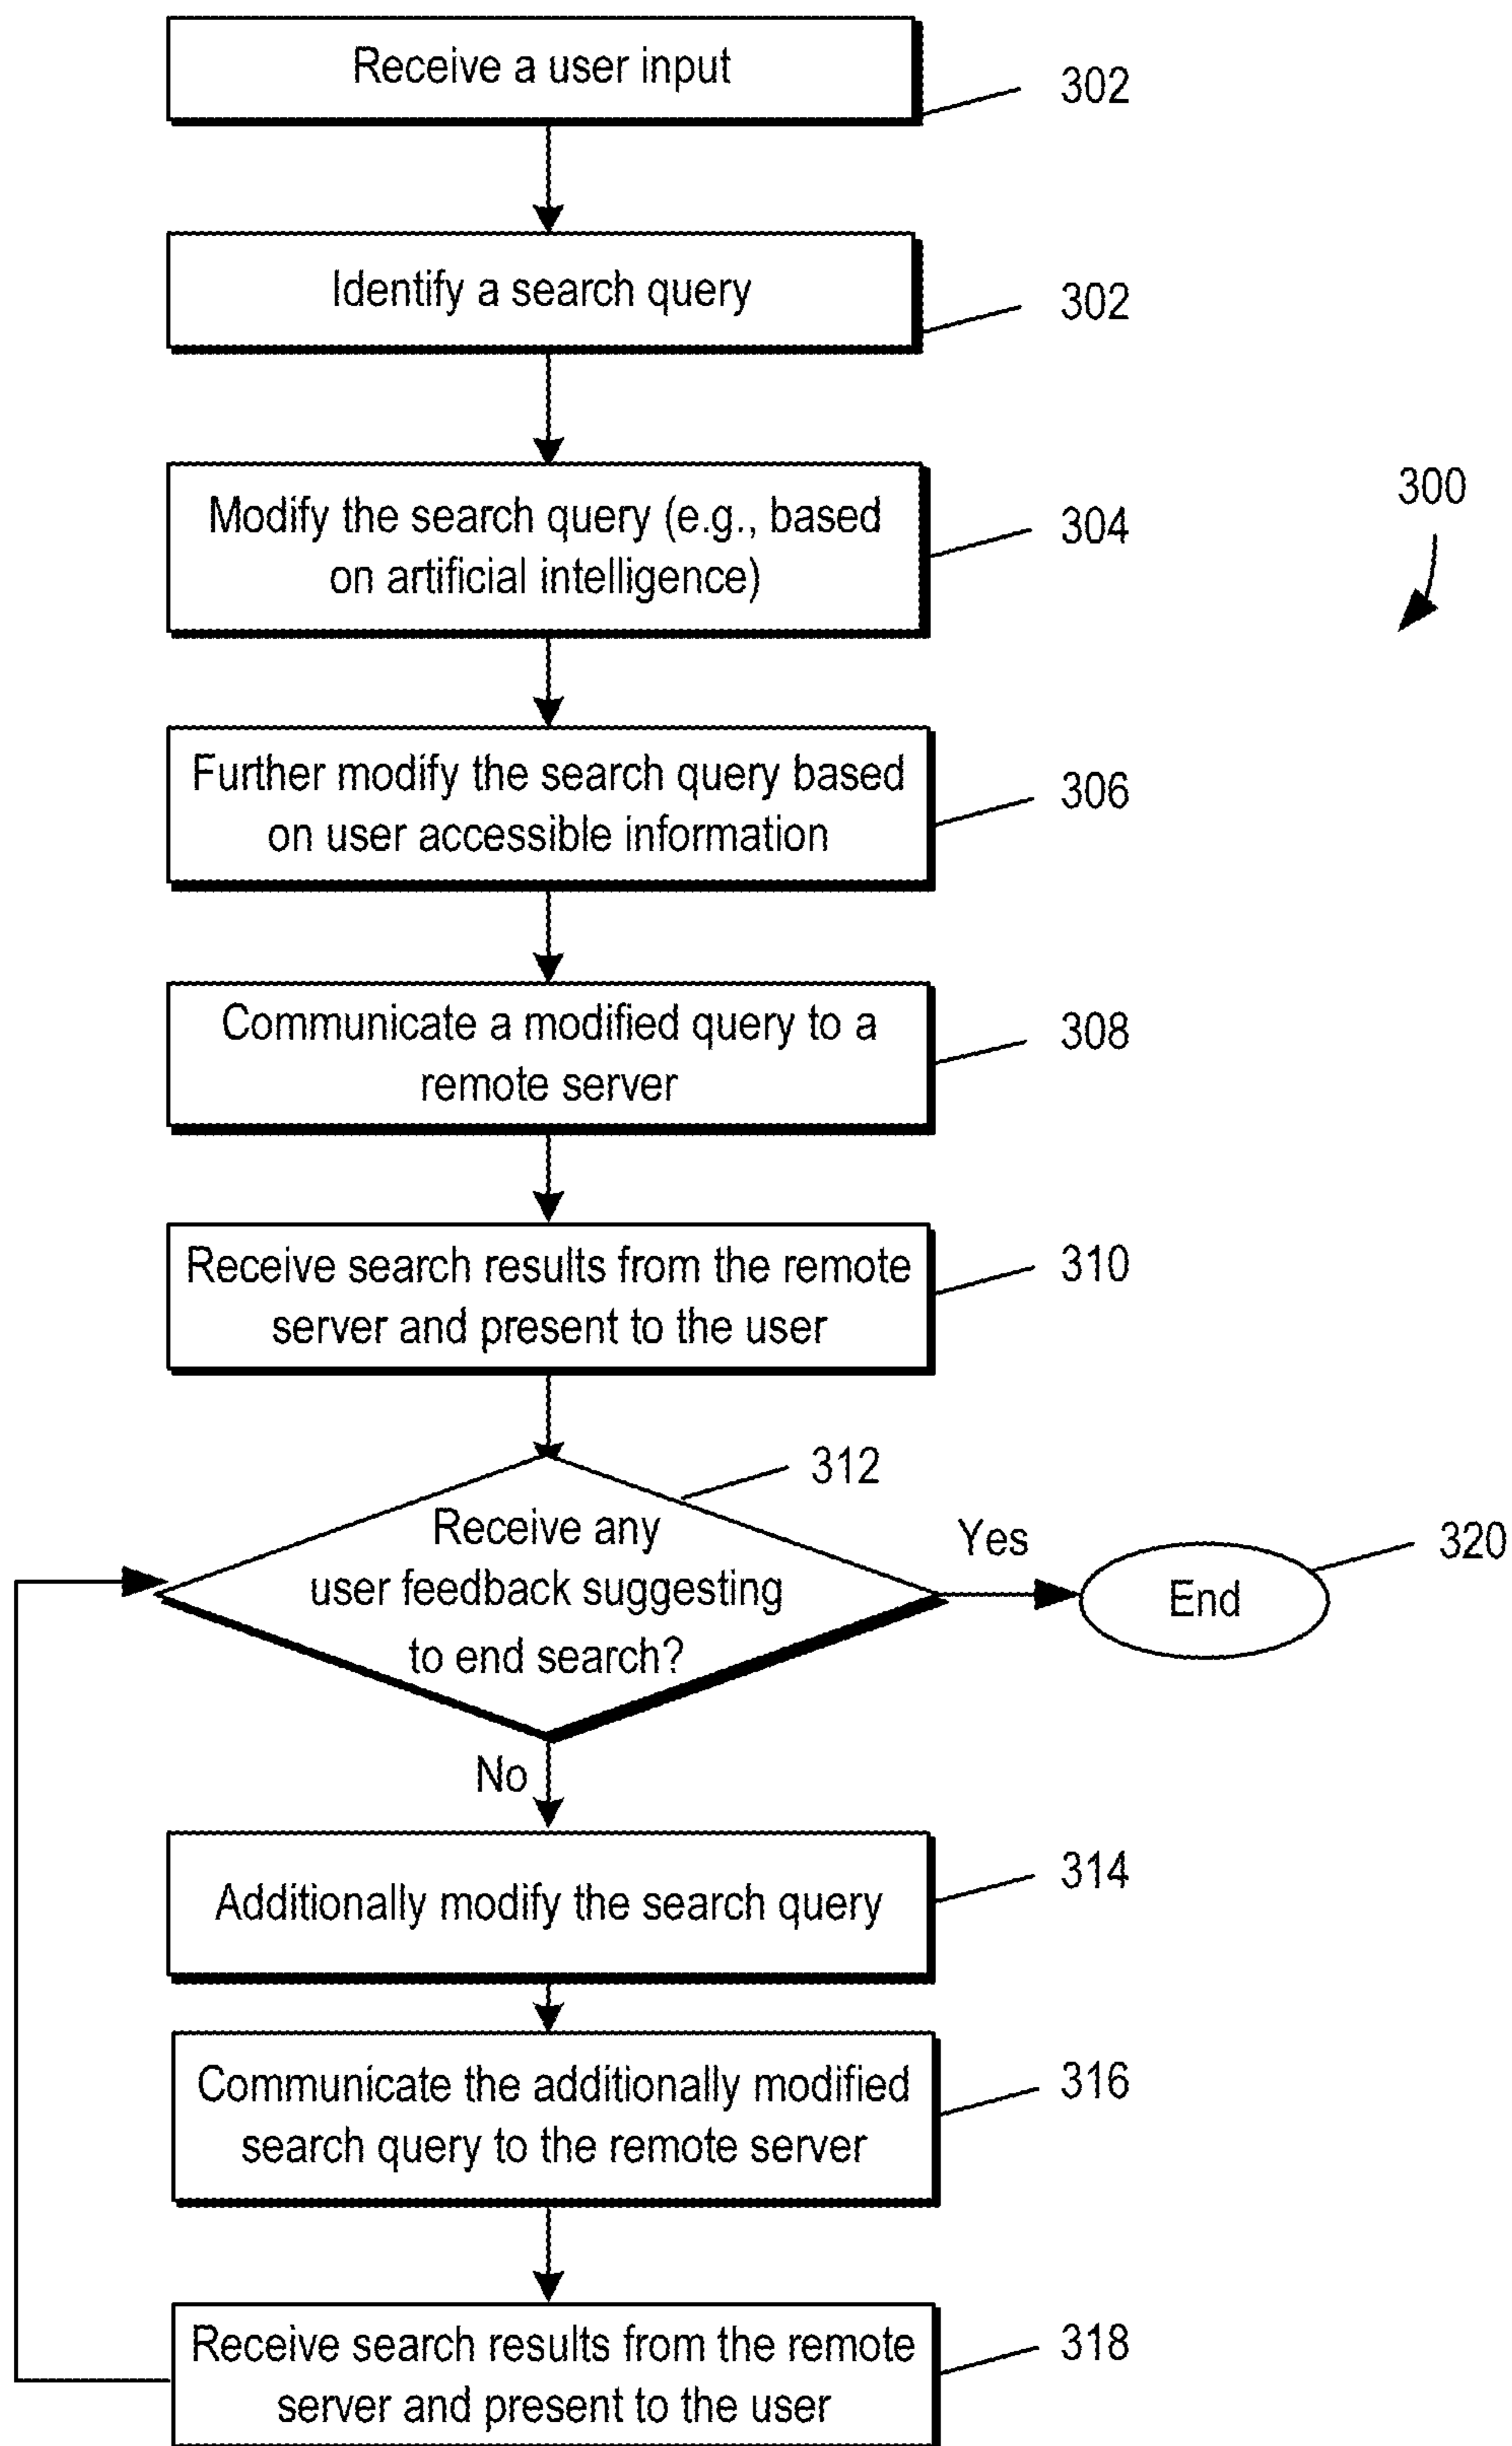 Receive a user input
302
Identify a search query
302
Modify the search query (e.g., based
on artificial intelligence)
304
300
Further modify the search query based
on user accessible information
306
Communicate a modified query to a
remote server
308
Receive search results from the remote
server and present to the user
310
312
Receive any
user feedback suggesting
to end search?
Yes
End
320
No
Additionally modify the search query
314
Communicate the additionally modified
search query to the remote server
316
Receive search results from the remote
server and present to the user
318